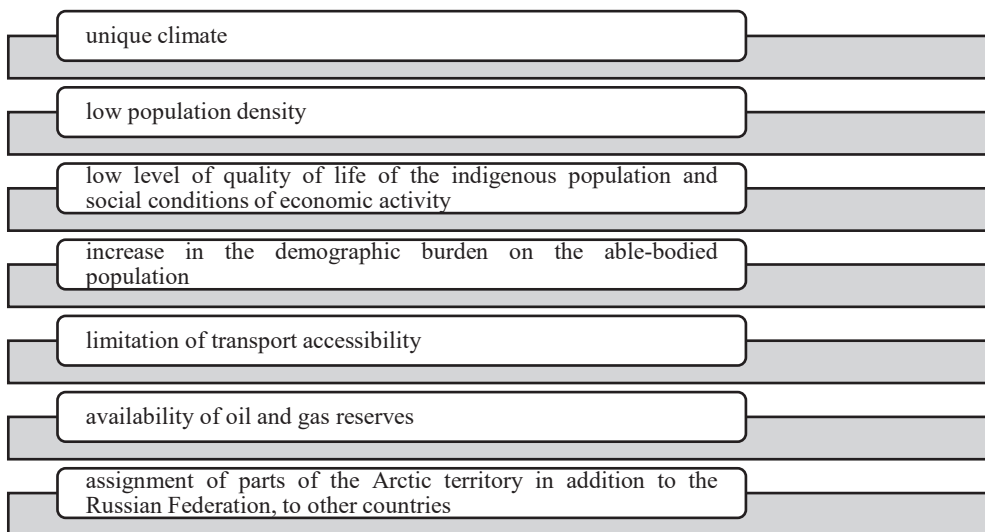 unique climate
low population density
low level of quality of life of the indigenous population and
social conditions of economic activity
increase in the demographic burden on the able-bodied
population
limitation of transport accessibility
availability of oil and gas reserves
assignment of parts of the Arctic territory in addition to the
Russian Federation, to other countries